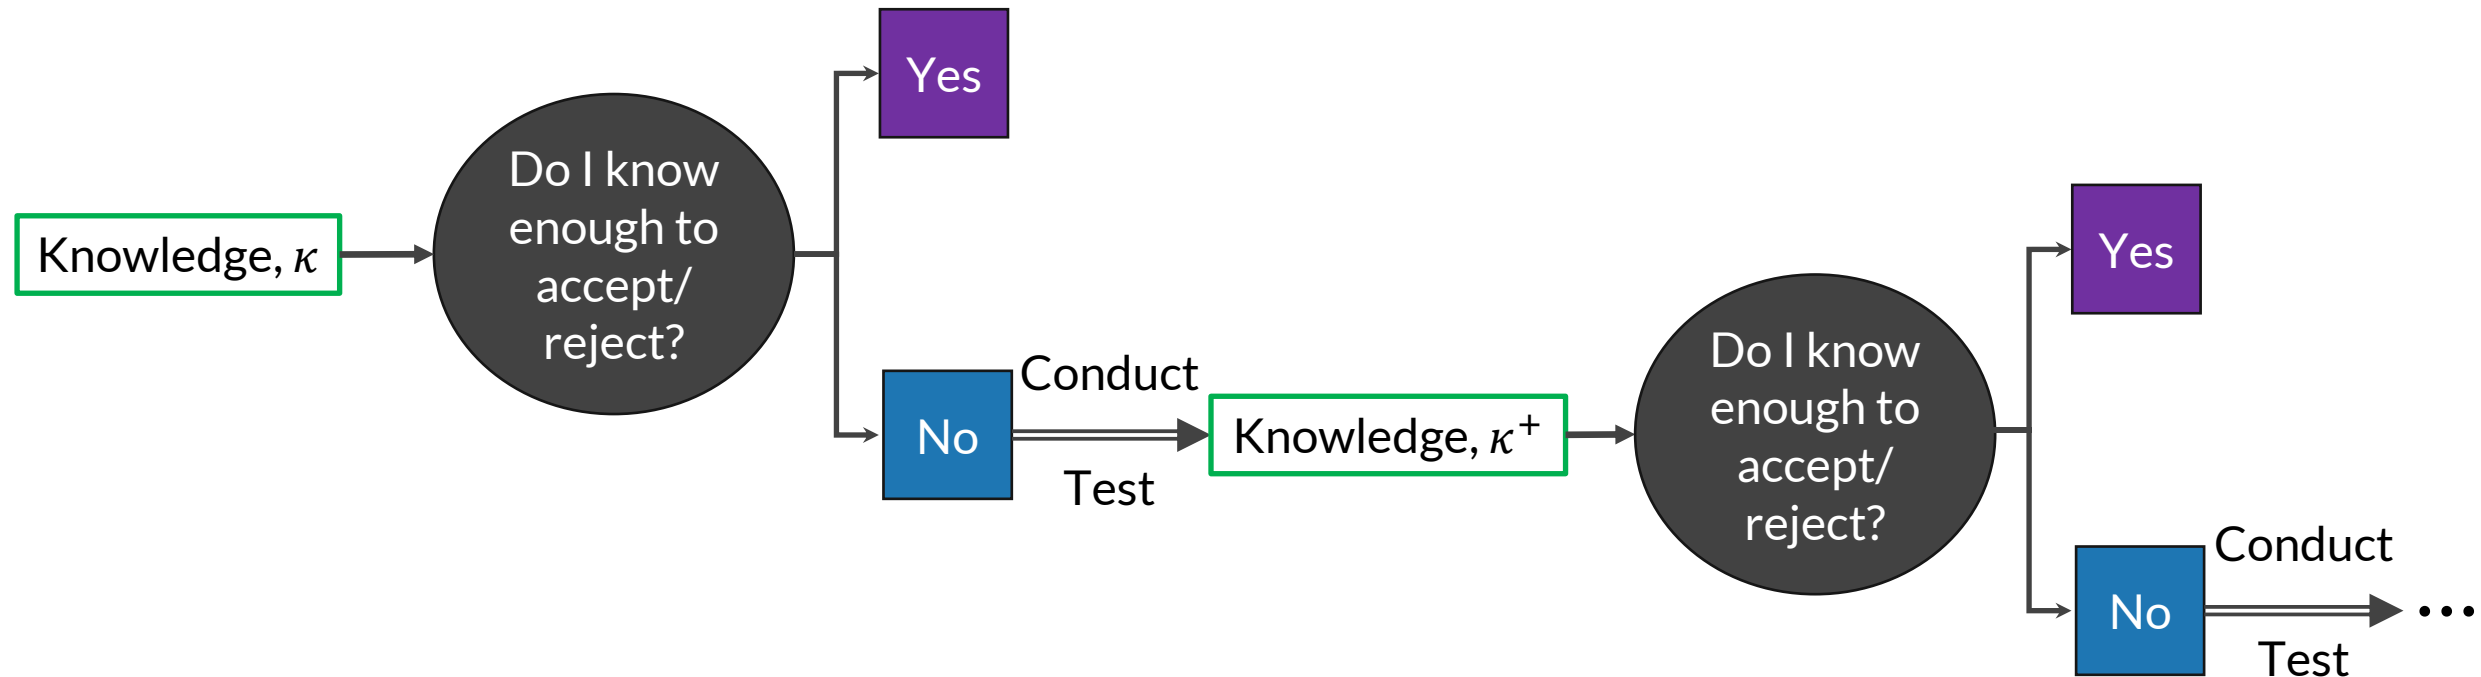 Knowledge, κ
Do I know
enough to
accept/
reject?
Yes
No
Conduct
Test
Knowledge, κ⁺
Do I know
enough to
accept/
reject?
Yes
No
Conduct
Test
...